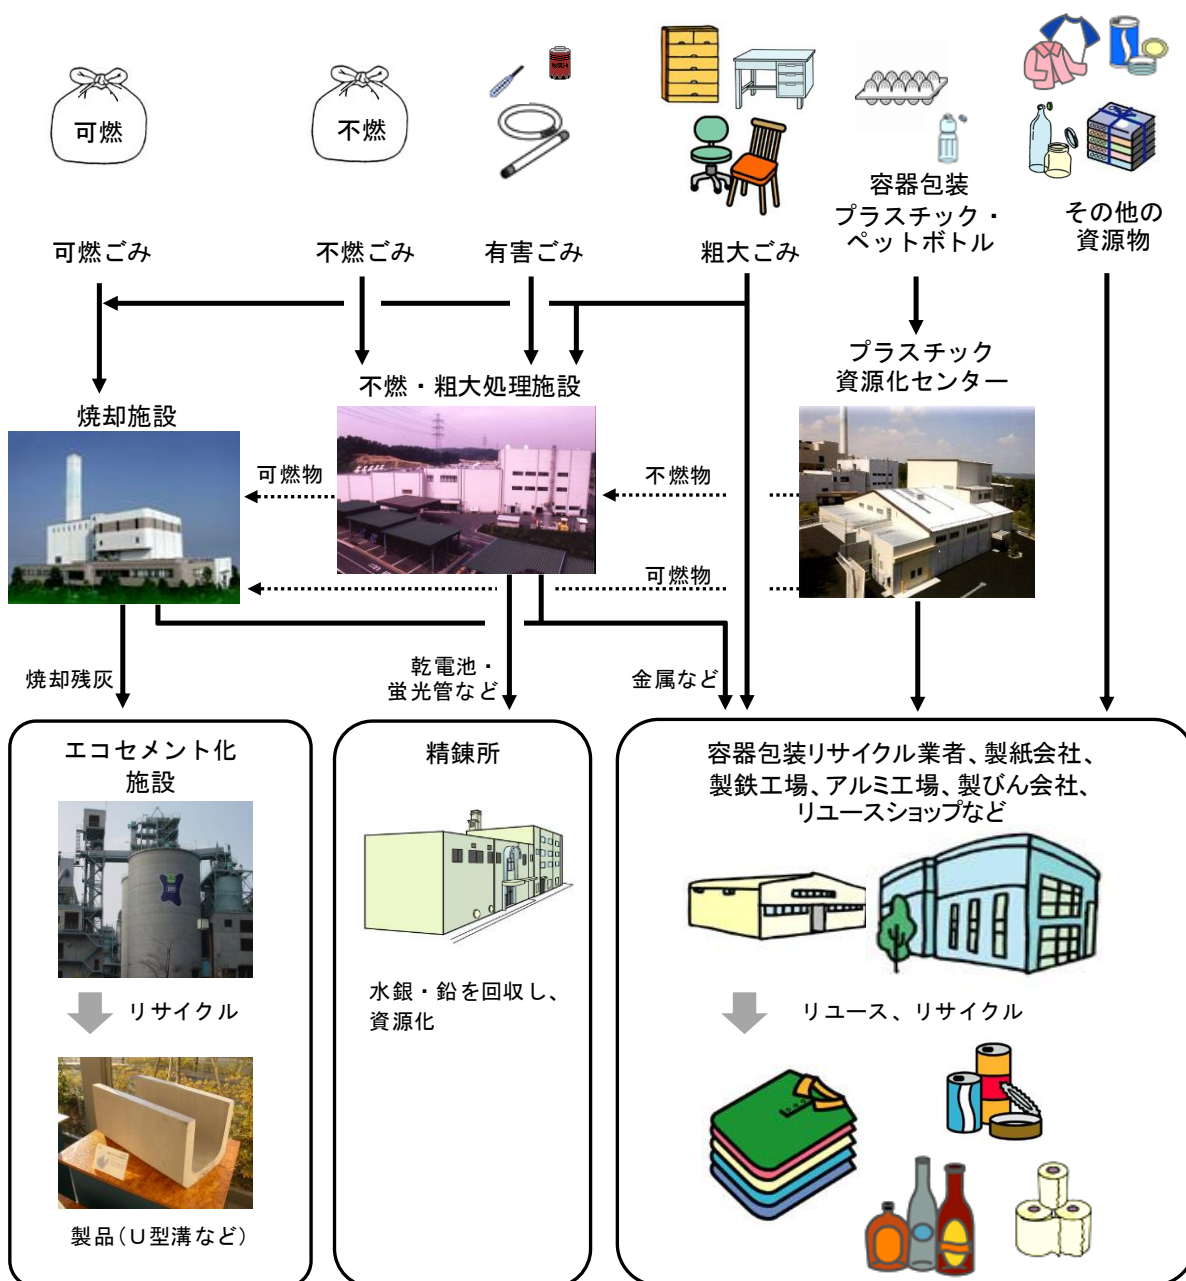 可燃
不燃
容器包装
プラスチック・
ペットボトル
その他の
資源物
可燃ごみ
不燃ごみ
有害ごみ
粗大ごみ
プラスチック
資源化センター
不燃・粗大処理施設
焼却施設
可燃物
不燃物
可燃物
焼却残灰
乾電池・
蛍光管など
金属など
エコセメント化
施設
精錬所
容器包装リサイクル業者、製紙会社、
製鉄工場、アルミ工場、製びん会社、
リユースショップなど
水銀・鉛を回収し、
資源化
リサイクル
リユース、リサイクル
製品(U型溝など)